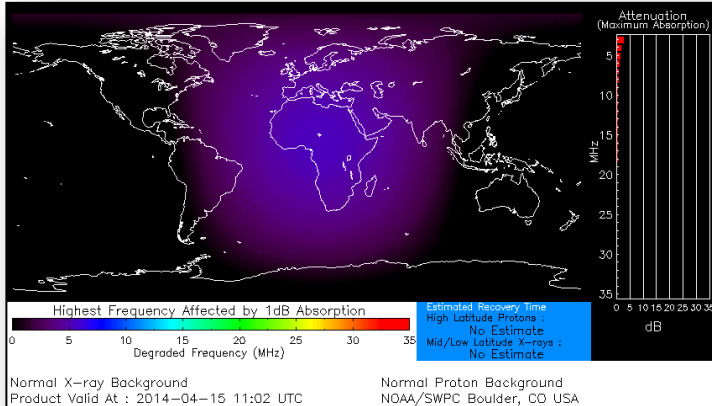 Attenuation
(Maximum Absorption)
5
10
15
20
25
30
35
MHz
0 5 10 15 20 25 30 35
dB
Highest Frequency Affected by 1dB Absorption
0 5 10 15 20 25 30 35
Degraded Frequency (MHz)
Estimated Recovery Time
High Latitude Protons :
No Estimate
Mid/Low Latitude X-rays :
No Estimate
Normal X-ray Background
Normal Proton Background
Product Valid At : 2014-04-15 11:02 UTC
NOAA/SWPC Boulder, CO USA